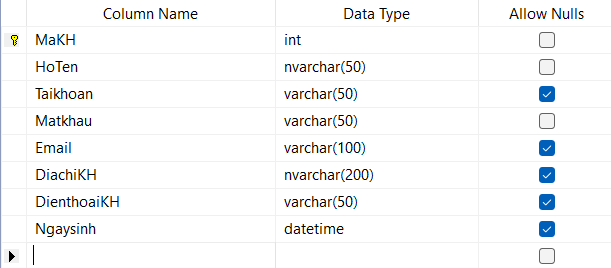 Column Name Data Type Allow Nulls
MaKH int
HoTen nvarchar(50)
Taikhoan varchar(50)
Matkhau varchar(50)
Email varchar(100)
DiachiKH nvarchar(200)
DienthoaiKH varchar(50)
Ngaysinh datetime